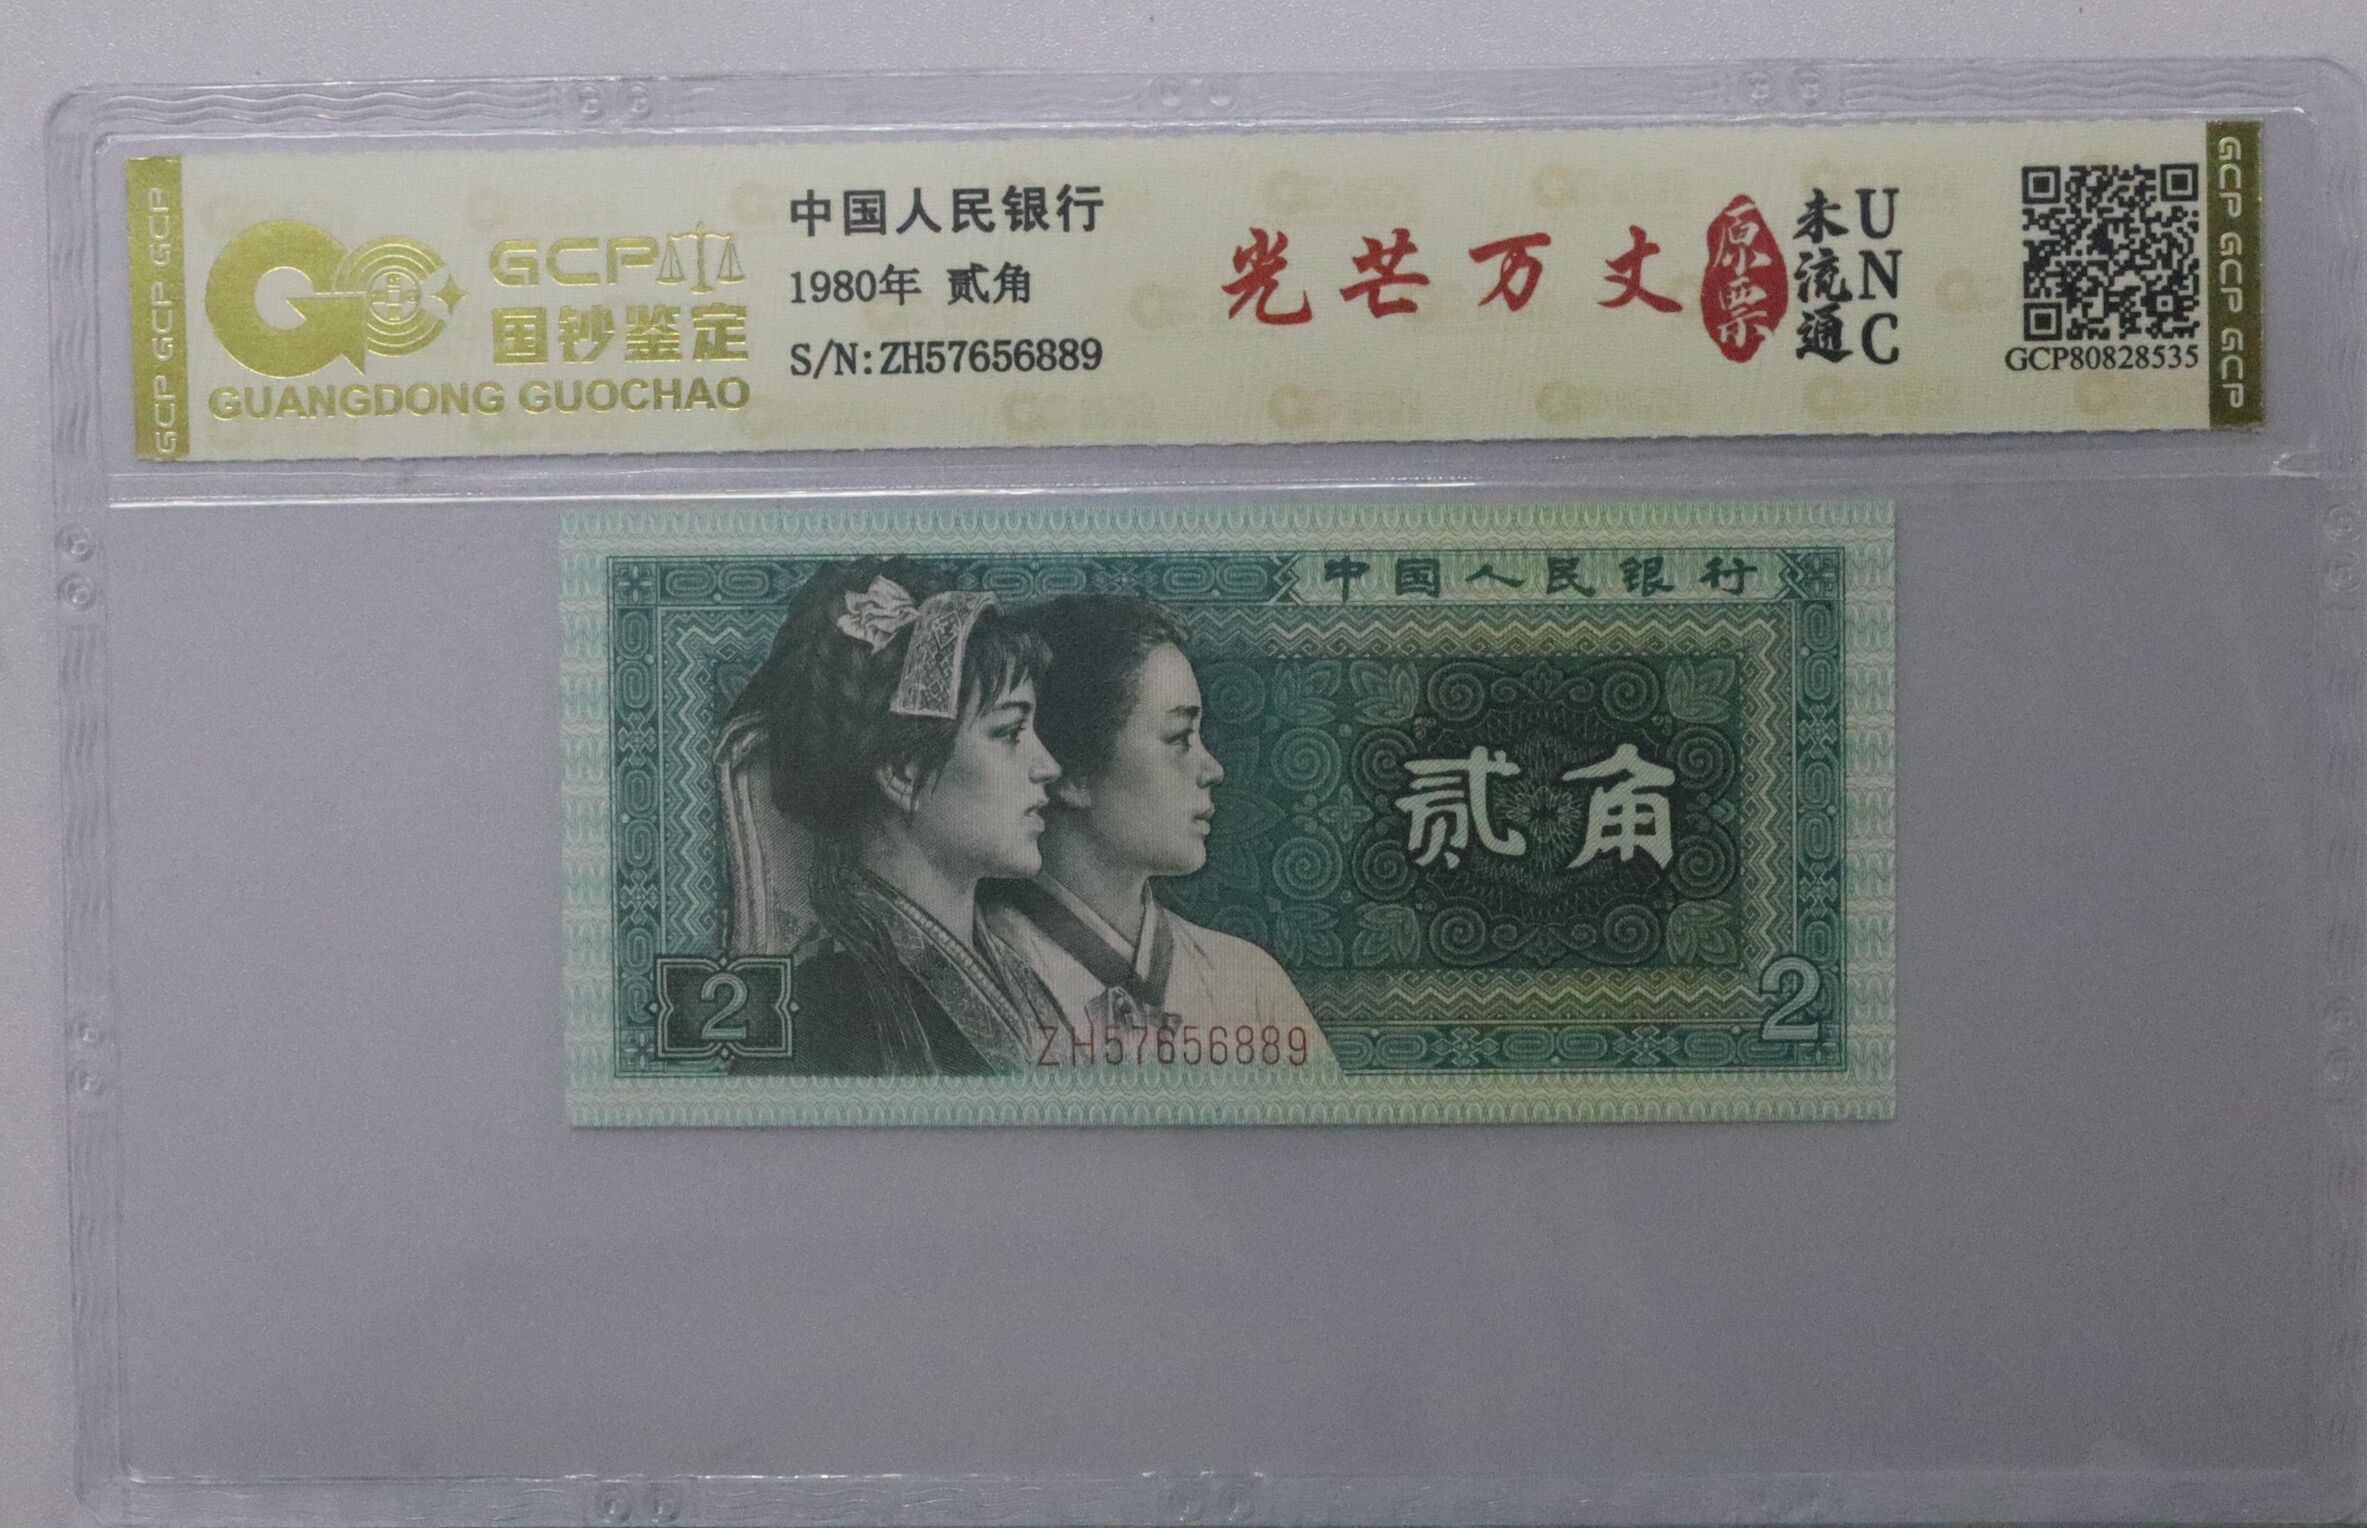 GCP GCP GCP
GCP
国钞鉴定
GUANGDONG GUOCHAO
中国人民银行
1980年 贰角
S/N:ZH57656889
光芒万丈
原票
未流通
UNC
GCP80828535
GCP GCP GCP
中国人民银行
贰角
2
ZH57656889
2